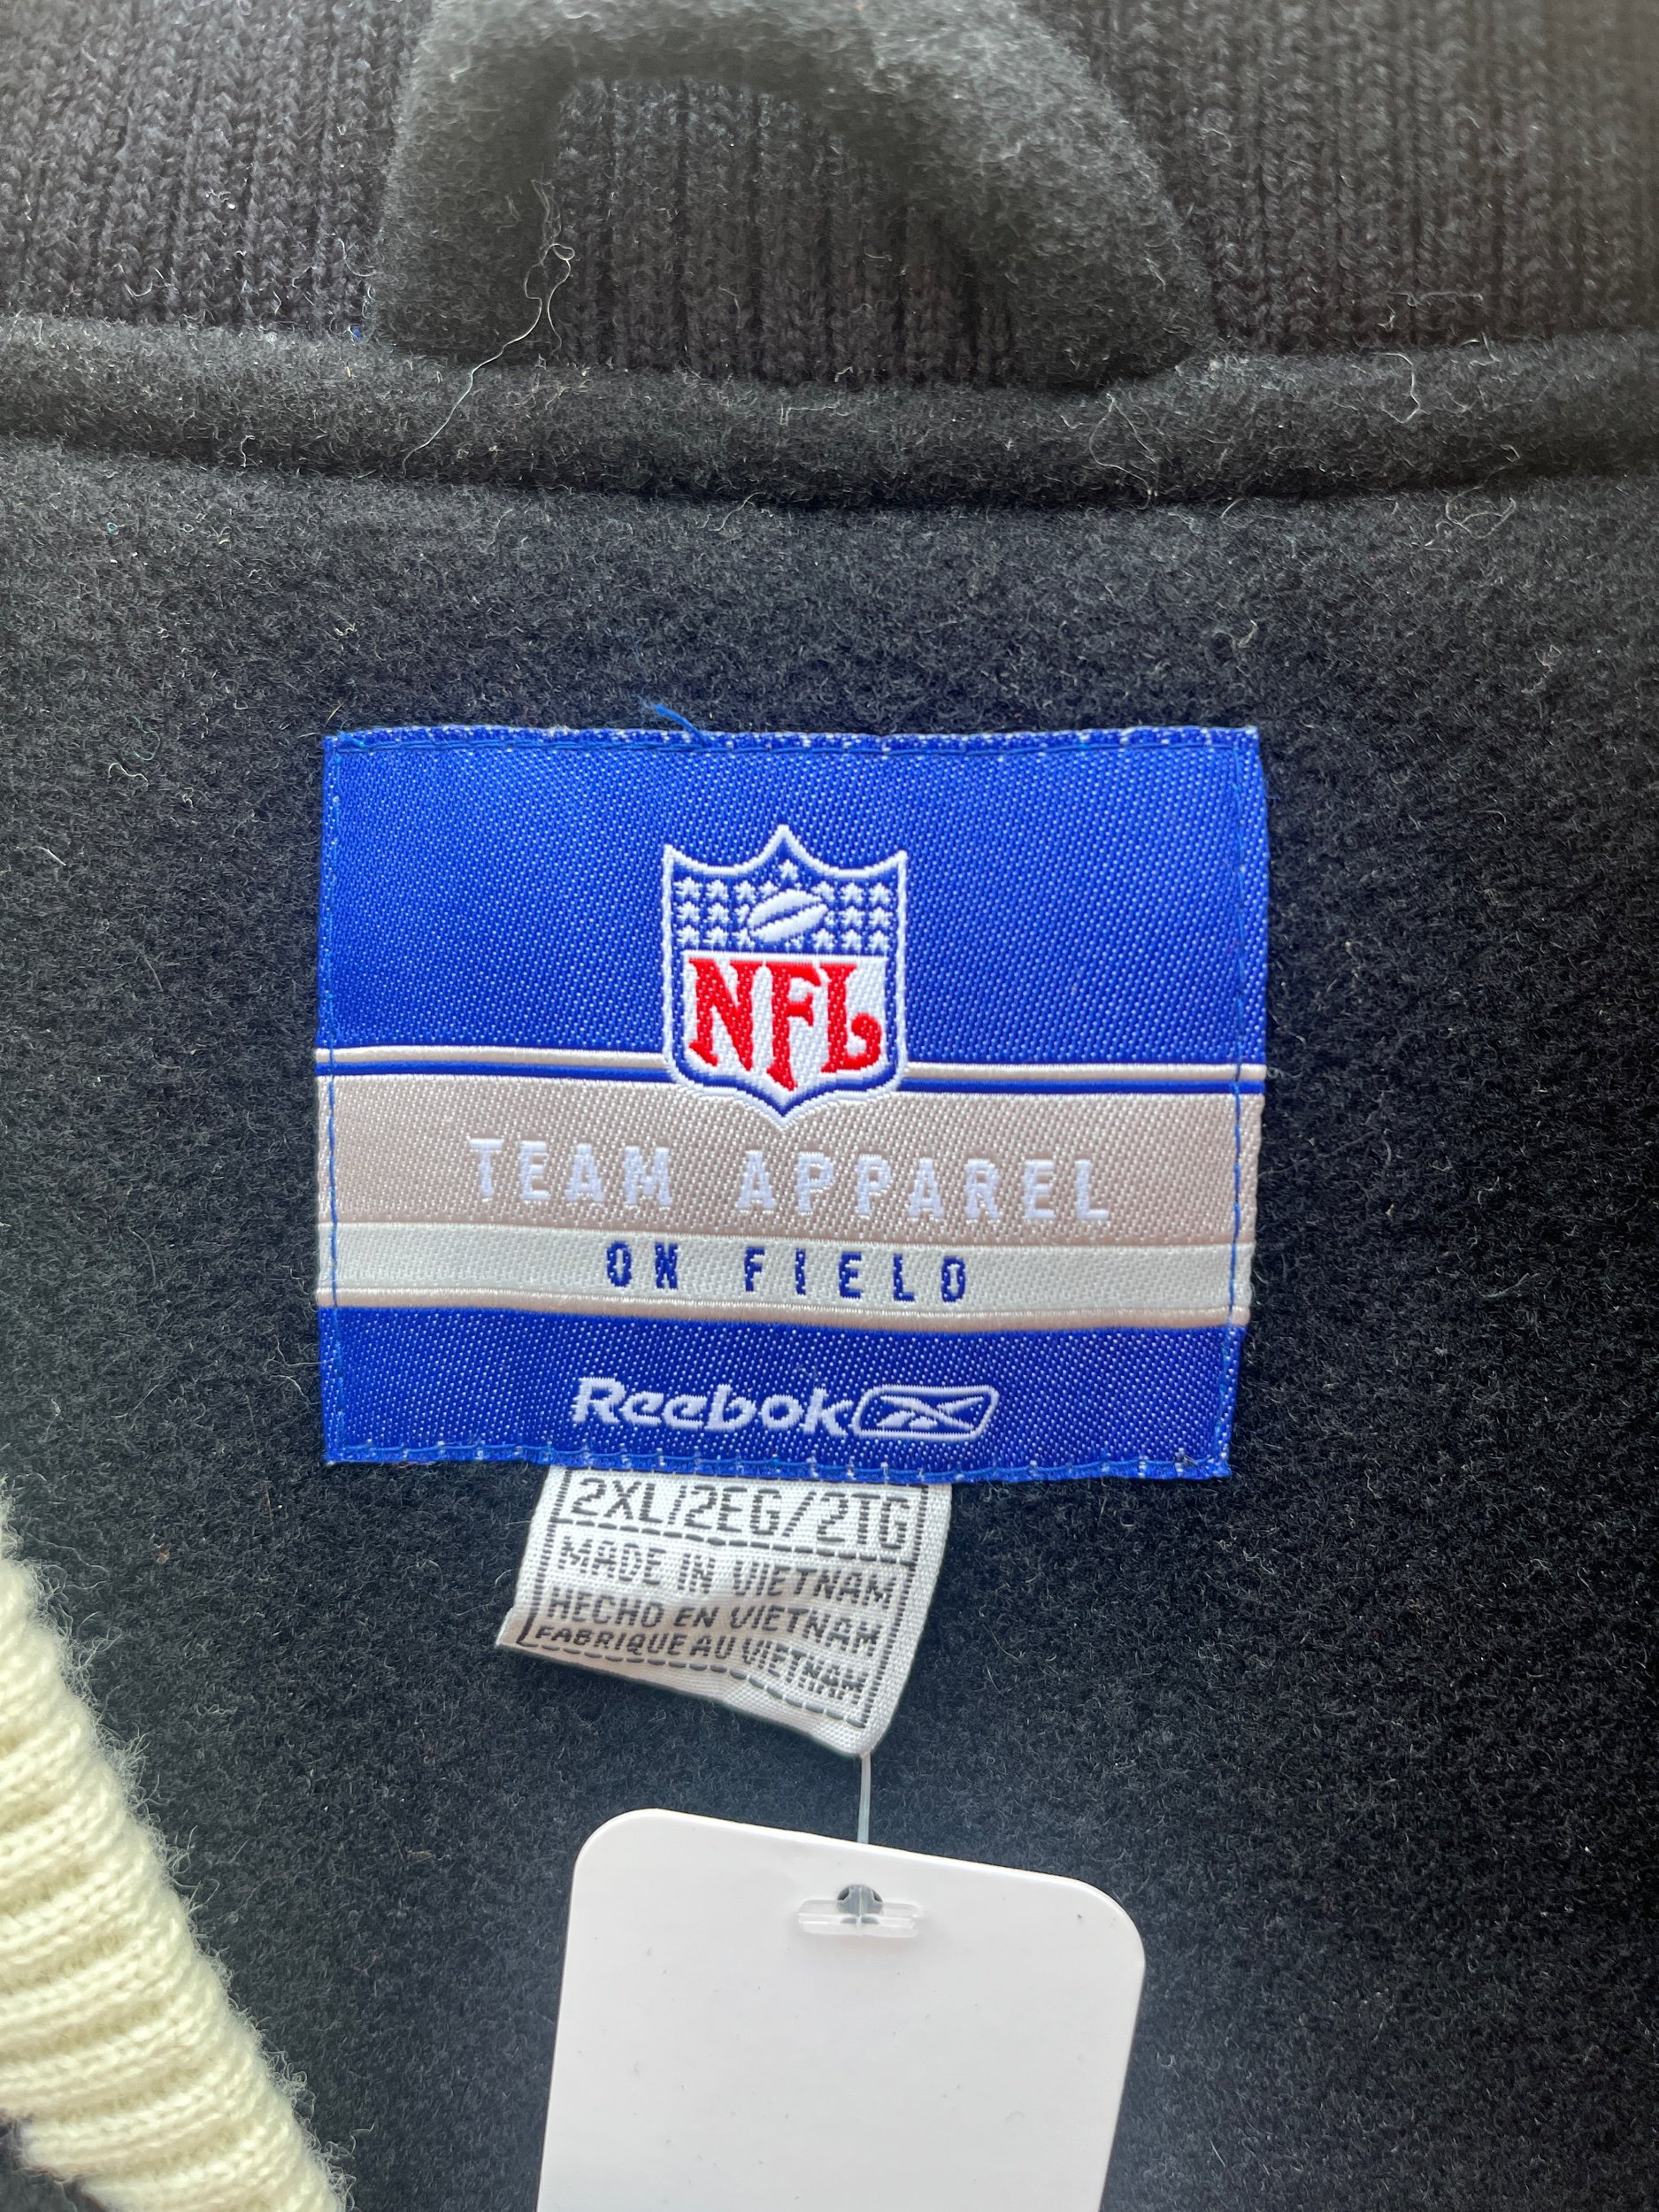 NFL
TEAM APPAREL
ON FIELD
Reebok
2XL/2EG/2TG
MADE IN VIETNAM
HECHO EN VIETNAM
FABRIQUE AU VIETNAM